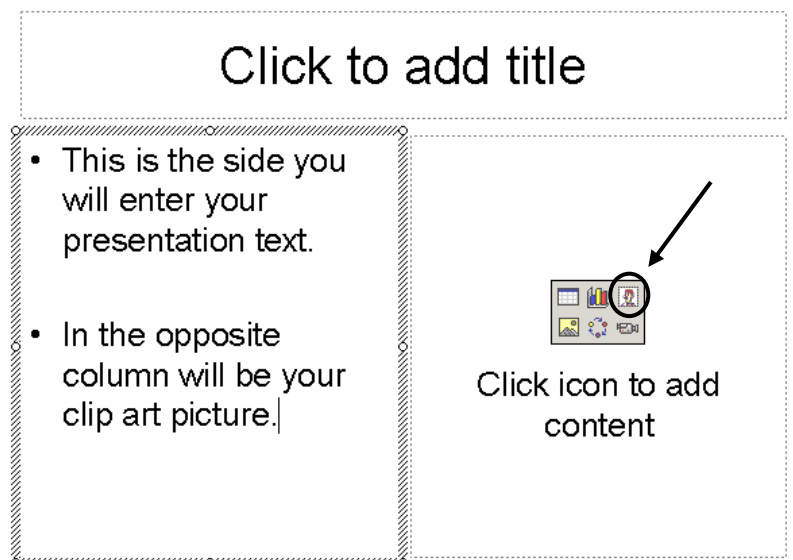 Click to add title
• This is the side you
will enter your
presentation text.
• In the opposite
column will be your
clip art picture.
Click icon to add
content